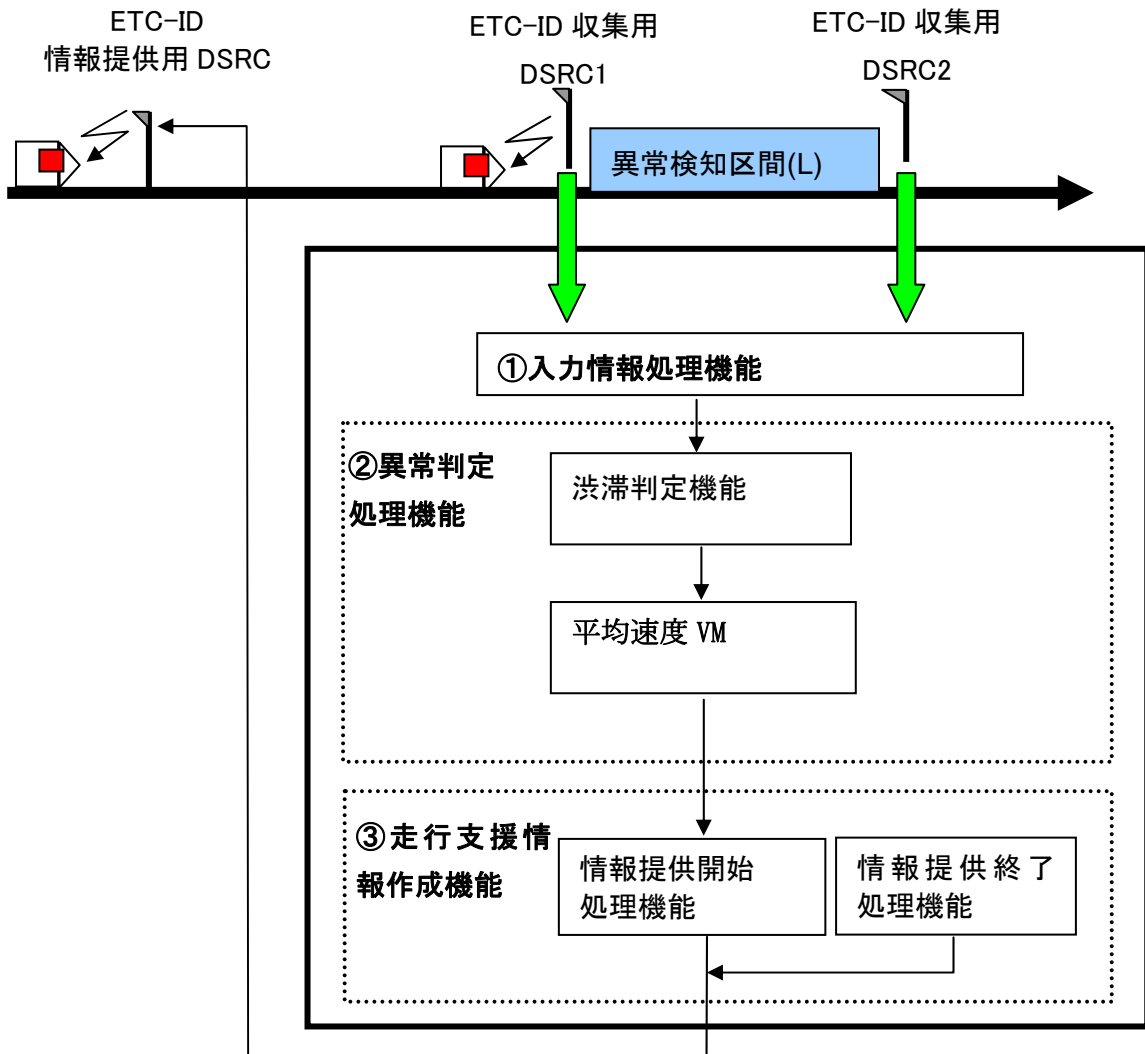 ETC-ID
情報提供用 DSRC
ETC-ID 収集用
DSRC1
ETC-ID 収集用
DSRC2
異常検知区間(L)
①入力情報処理機能
②異常判定
処理機能
渋滞判定機能
平均速度 VM
③走行支援情
報作成機能
情報提供開始
処理機能
情報提供終了
処理機能